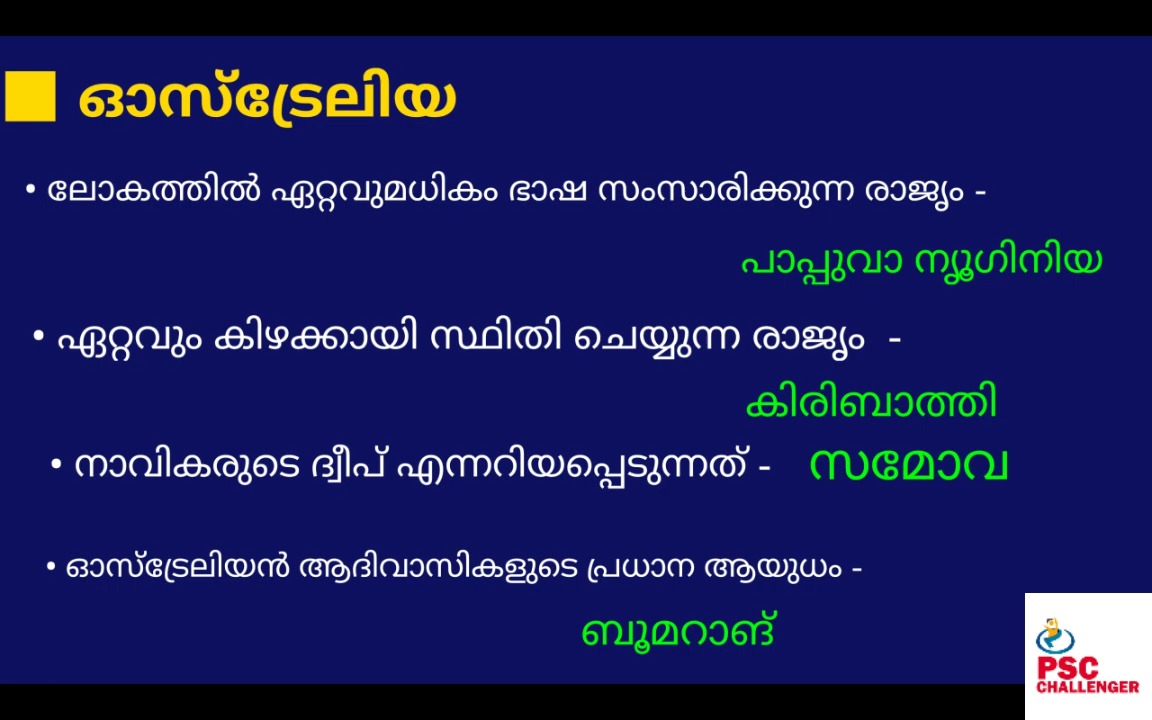 ഓസ്ട്രേലിയ
• ലോകത്തിൽ ഏറ്റവുമധികം ഭാഷ സംസാരിക്കുന്ന രാജ്യം -
പാപ്പുവാ ന്യൂഗിനിയ
• ഏറ്റവും കിഴക്കായി സ്ഥിതി ചെയ്യുന്ന രാജ്യം -
കിരിബാത്തി
• നാവികരുടെ ദ്വീപ് എന്നറിയപ്പെടുന്നത് - സമോവ
• ഓസ്ട്രേലിയൻ ആദിവാസികളുടെ പ്രധാന ആയുധം -
ബൂമറാങ്
PSC
CHALLENGER